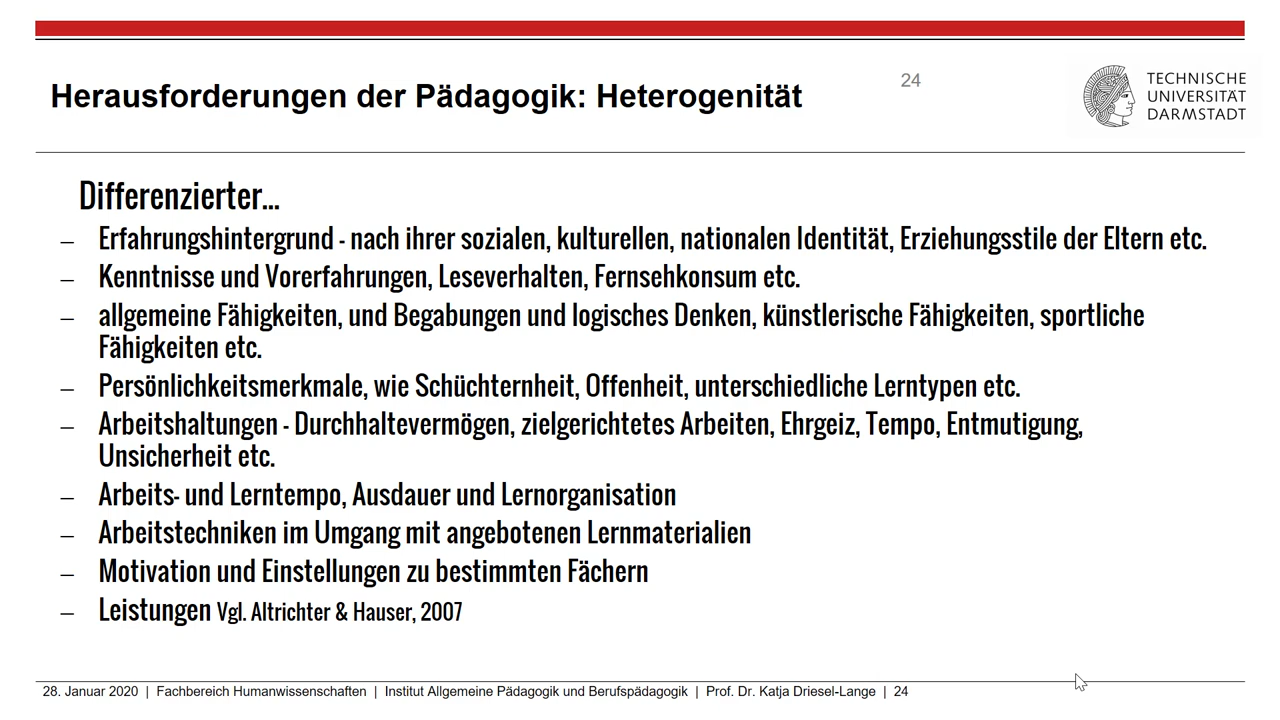 Herausforderungen der Pädagogik: Heterogenität
24
TECHNISCHE
UNIVERSITÄT
DARMSTADT
Differenzierter...
– Erfahrungshintergrund - nach ihrer sozialen, kulturellen, nationalen Identität, Erziehungsstile der Eltern etc.
– Kenntnisse und Vorerfahrungen, Leseverhalten, Fernsehkonsum etc.
– allgemeine Fähigkeiten, und Begabungen und logisches Denken, künstlerische Fähigkeiten, sportliche
Fähigkeiten etc.
– Persönlichkeitsmerkmale, wie Schüchternheit, Offenheit, unterschiedliche Lerntypen etc.
– Arbeitshaltungen - Durchhaltevermögen, zielgerichtetes Arbeiten, Ehrgeiz, Tempo, Entmutigung,
Unsicherheit etc.
– Arbeits- und Lerntempo, Ausdauer und Lernorganisation
– Arbeitstechniken im Umgang mit angebotenen Lernmaterialien
– Motivation und Einstellungen zu bestimmten Fächern
– Leistungen Vgl. Altrichter & Hauser, 2007
28. Januar 2020 | Fachbereich Humanwissenschaften | Institut Allgemeine Pädagogik und Berufspädagogik | Prof. Dr. Katja Driesel-Lange | 24